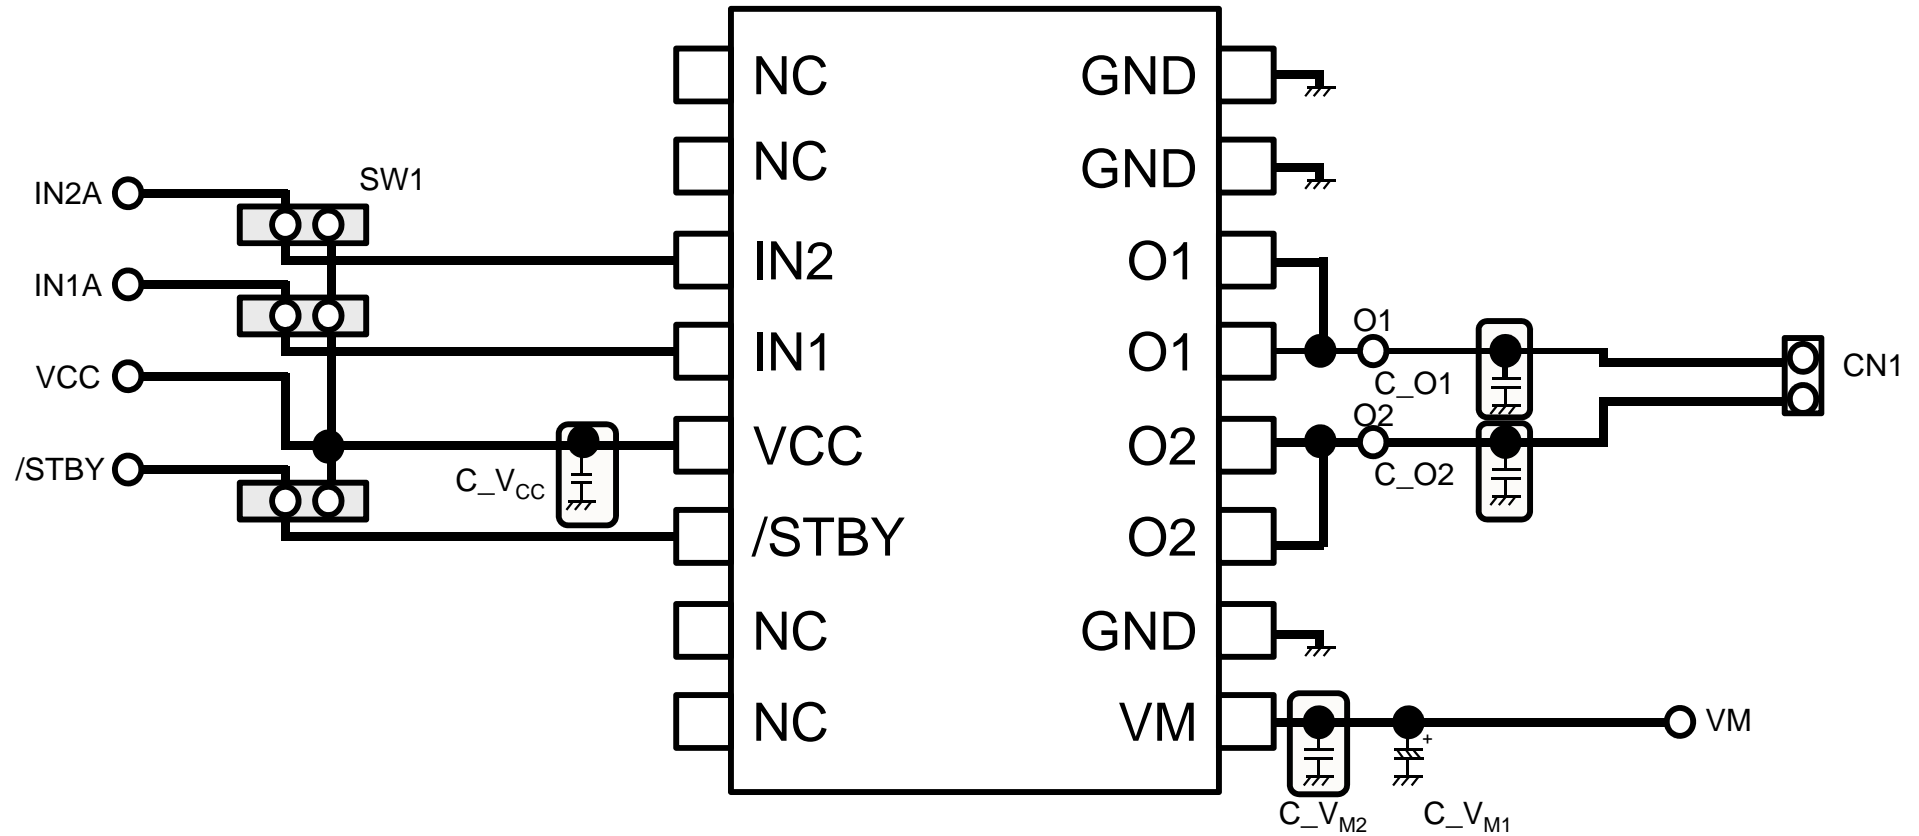 NC
GND
NC
GND
IN2A
SW1
IN2
O1
IN1A
IN1
O1
O1
C_O1
CN1
VCC
VCC
O2
O2
C_O2
/STBY
C_VCC
/STBY
O2
NC
GND
NC
VM
+
VM
C_VM2
C_VM1